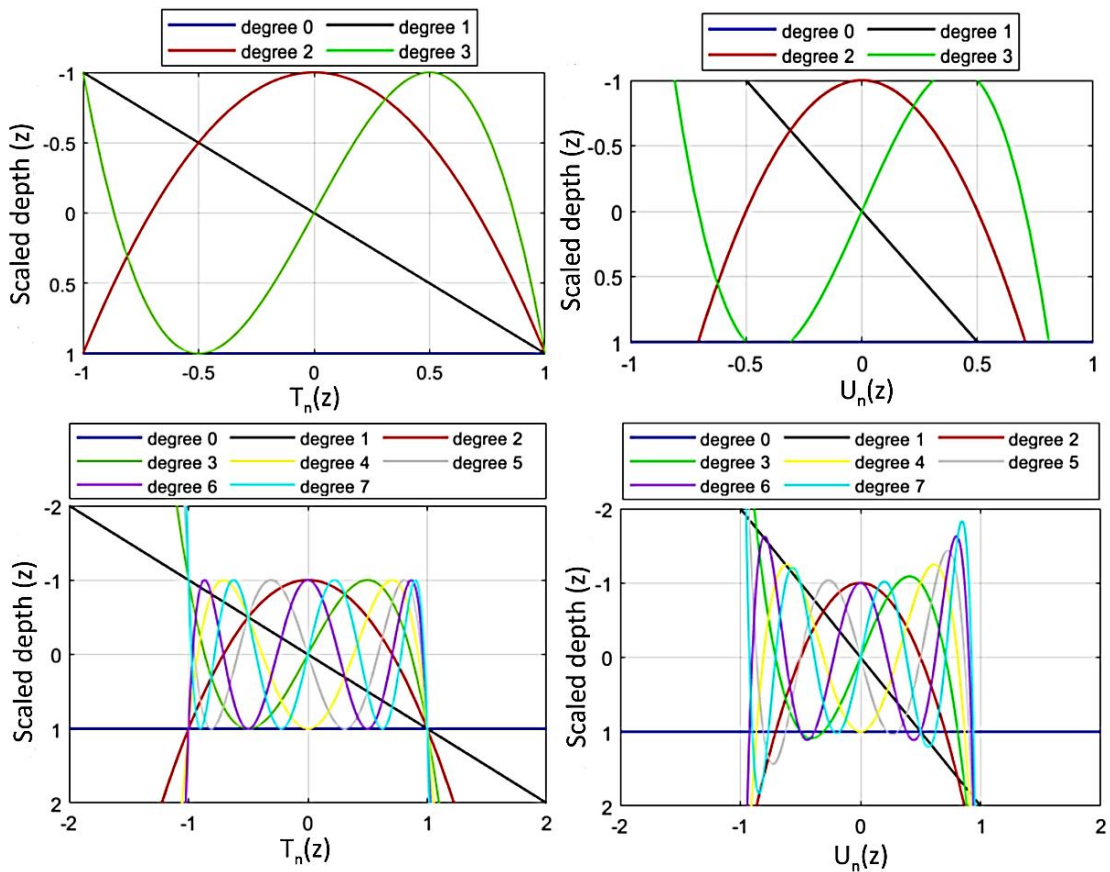 degree 0 degree 1
degree 2 degree 3
-1
-0.5
0
0.5
1
Scaled depth (z)
-1 -0.5 0 0.5 1
T_n(z)
degree 0 degree 1
degree 2 degree 3
-1
-0.5
0
0.5
1
Scaled depth (z)
-1 -0.5 0 0.5 1
U_n(z)
degree 0 degree 1 degree 2
degree 3 degree 4 degree 5
degree 6 degree 7
-2
-1
0
1
2
Scaled depth (z)
-2 -1 0 1 2
T_n(z)
degree 0 degree 1 degree 2
degree 3 degree 4 degree 5
degree 6 degree 7
-2
-1
0
1
2
Scaled depth (z)
-2 -1 0 1 2
U_n(z)